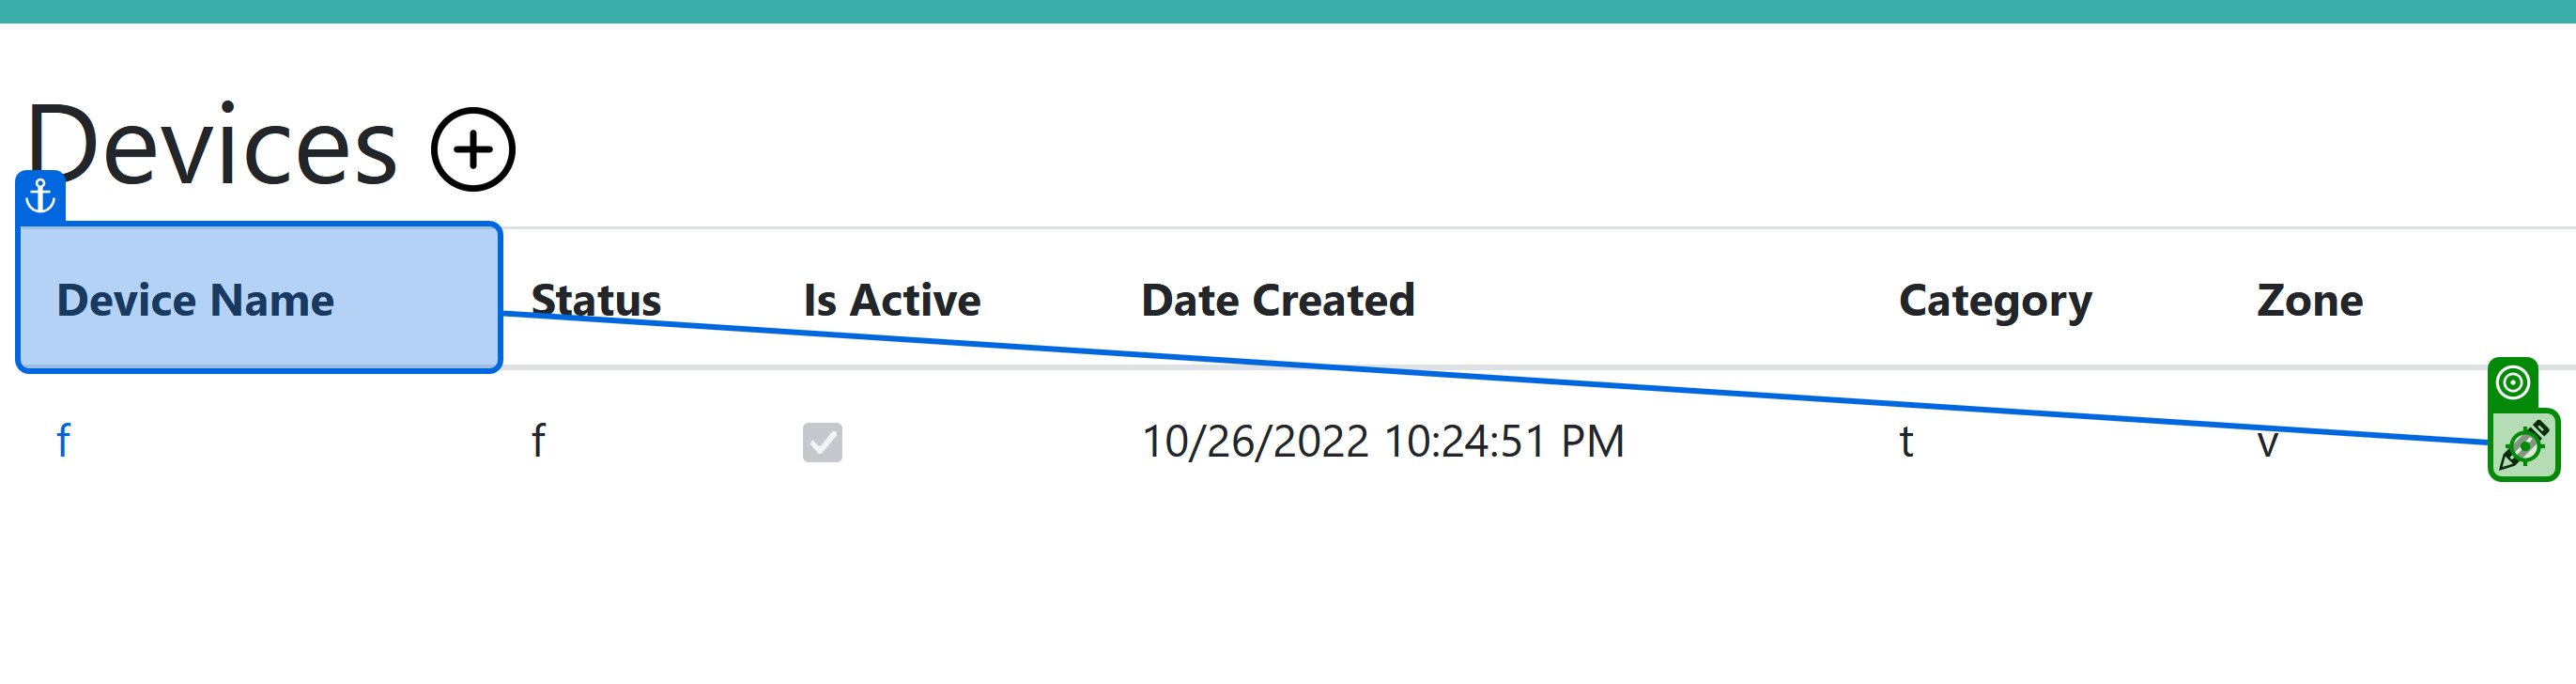 Devices
Device Name Status Is Active Date Created Category Zone
f f 10/26/2022 10:24:51 PM t v